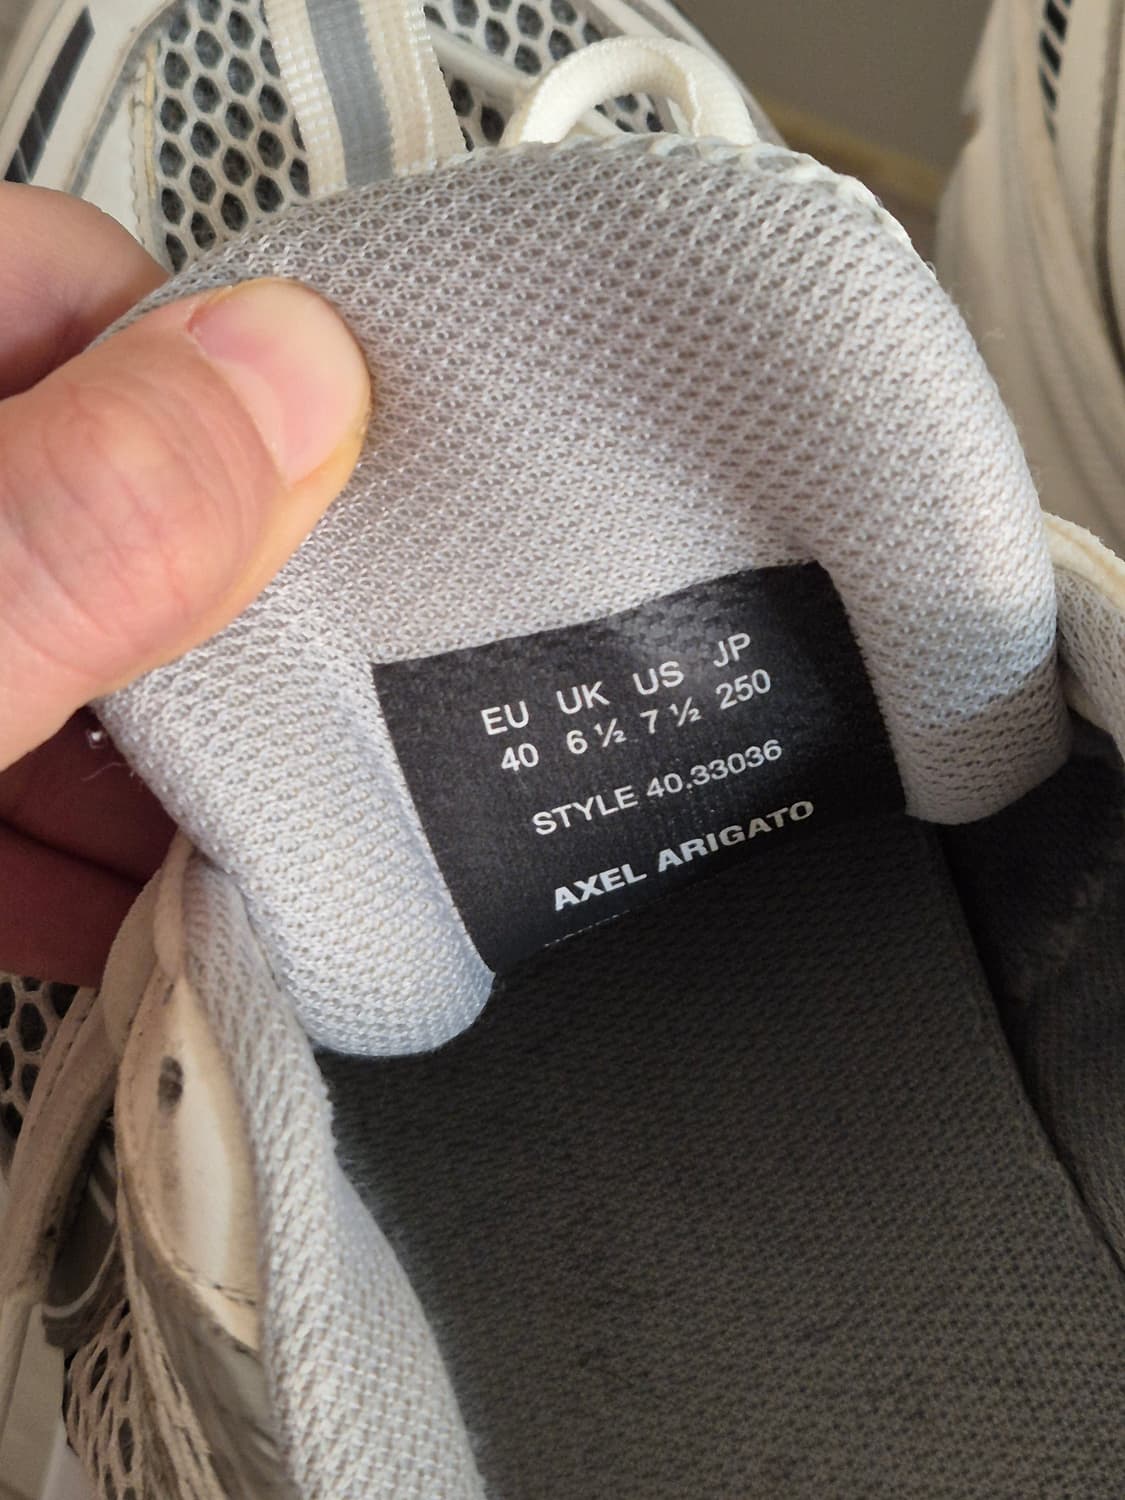 EU UK US JP
40 6 ½ 7 ½ 250
STYLE 40.33036
AXEL ARIGATO